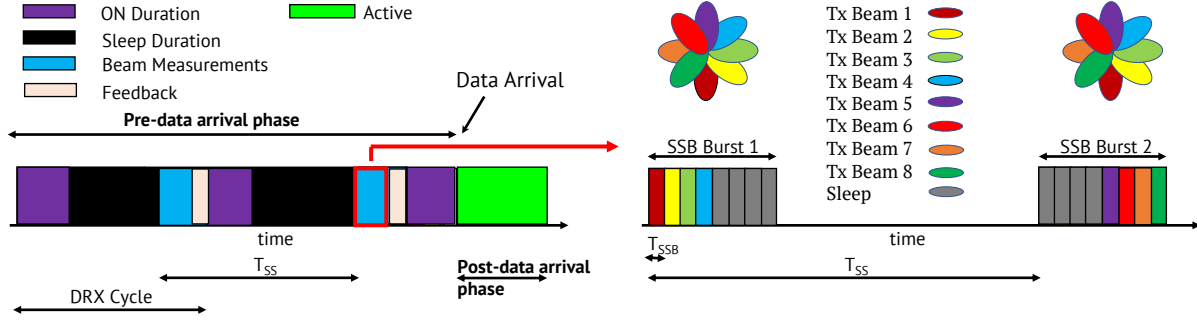 ON Duration
Active
Sleep Duration
Beam Measurements
Feedback
Data Arrival
Pre-data arrival phase
time
T_SS
Post-data arrival
phase
DRX Cycle
Tx Beam 1
Tx Beam 2
Tx Beam 3
Tx Beam 4
Tx Beam 5
Tx Beam 6
Tx Beam 7
Tx Beam 8
Sleep
SSB Burst 1
SSB Burst 2
time
T_SSB
T_SS